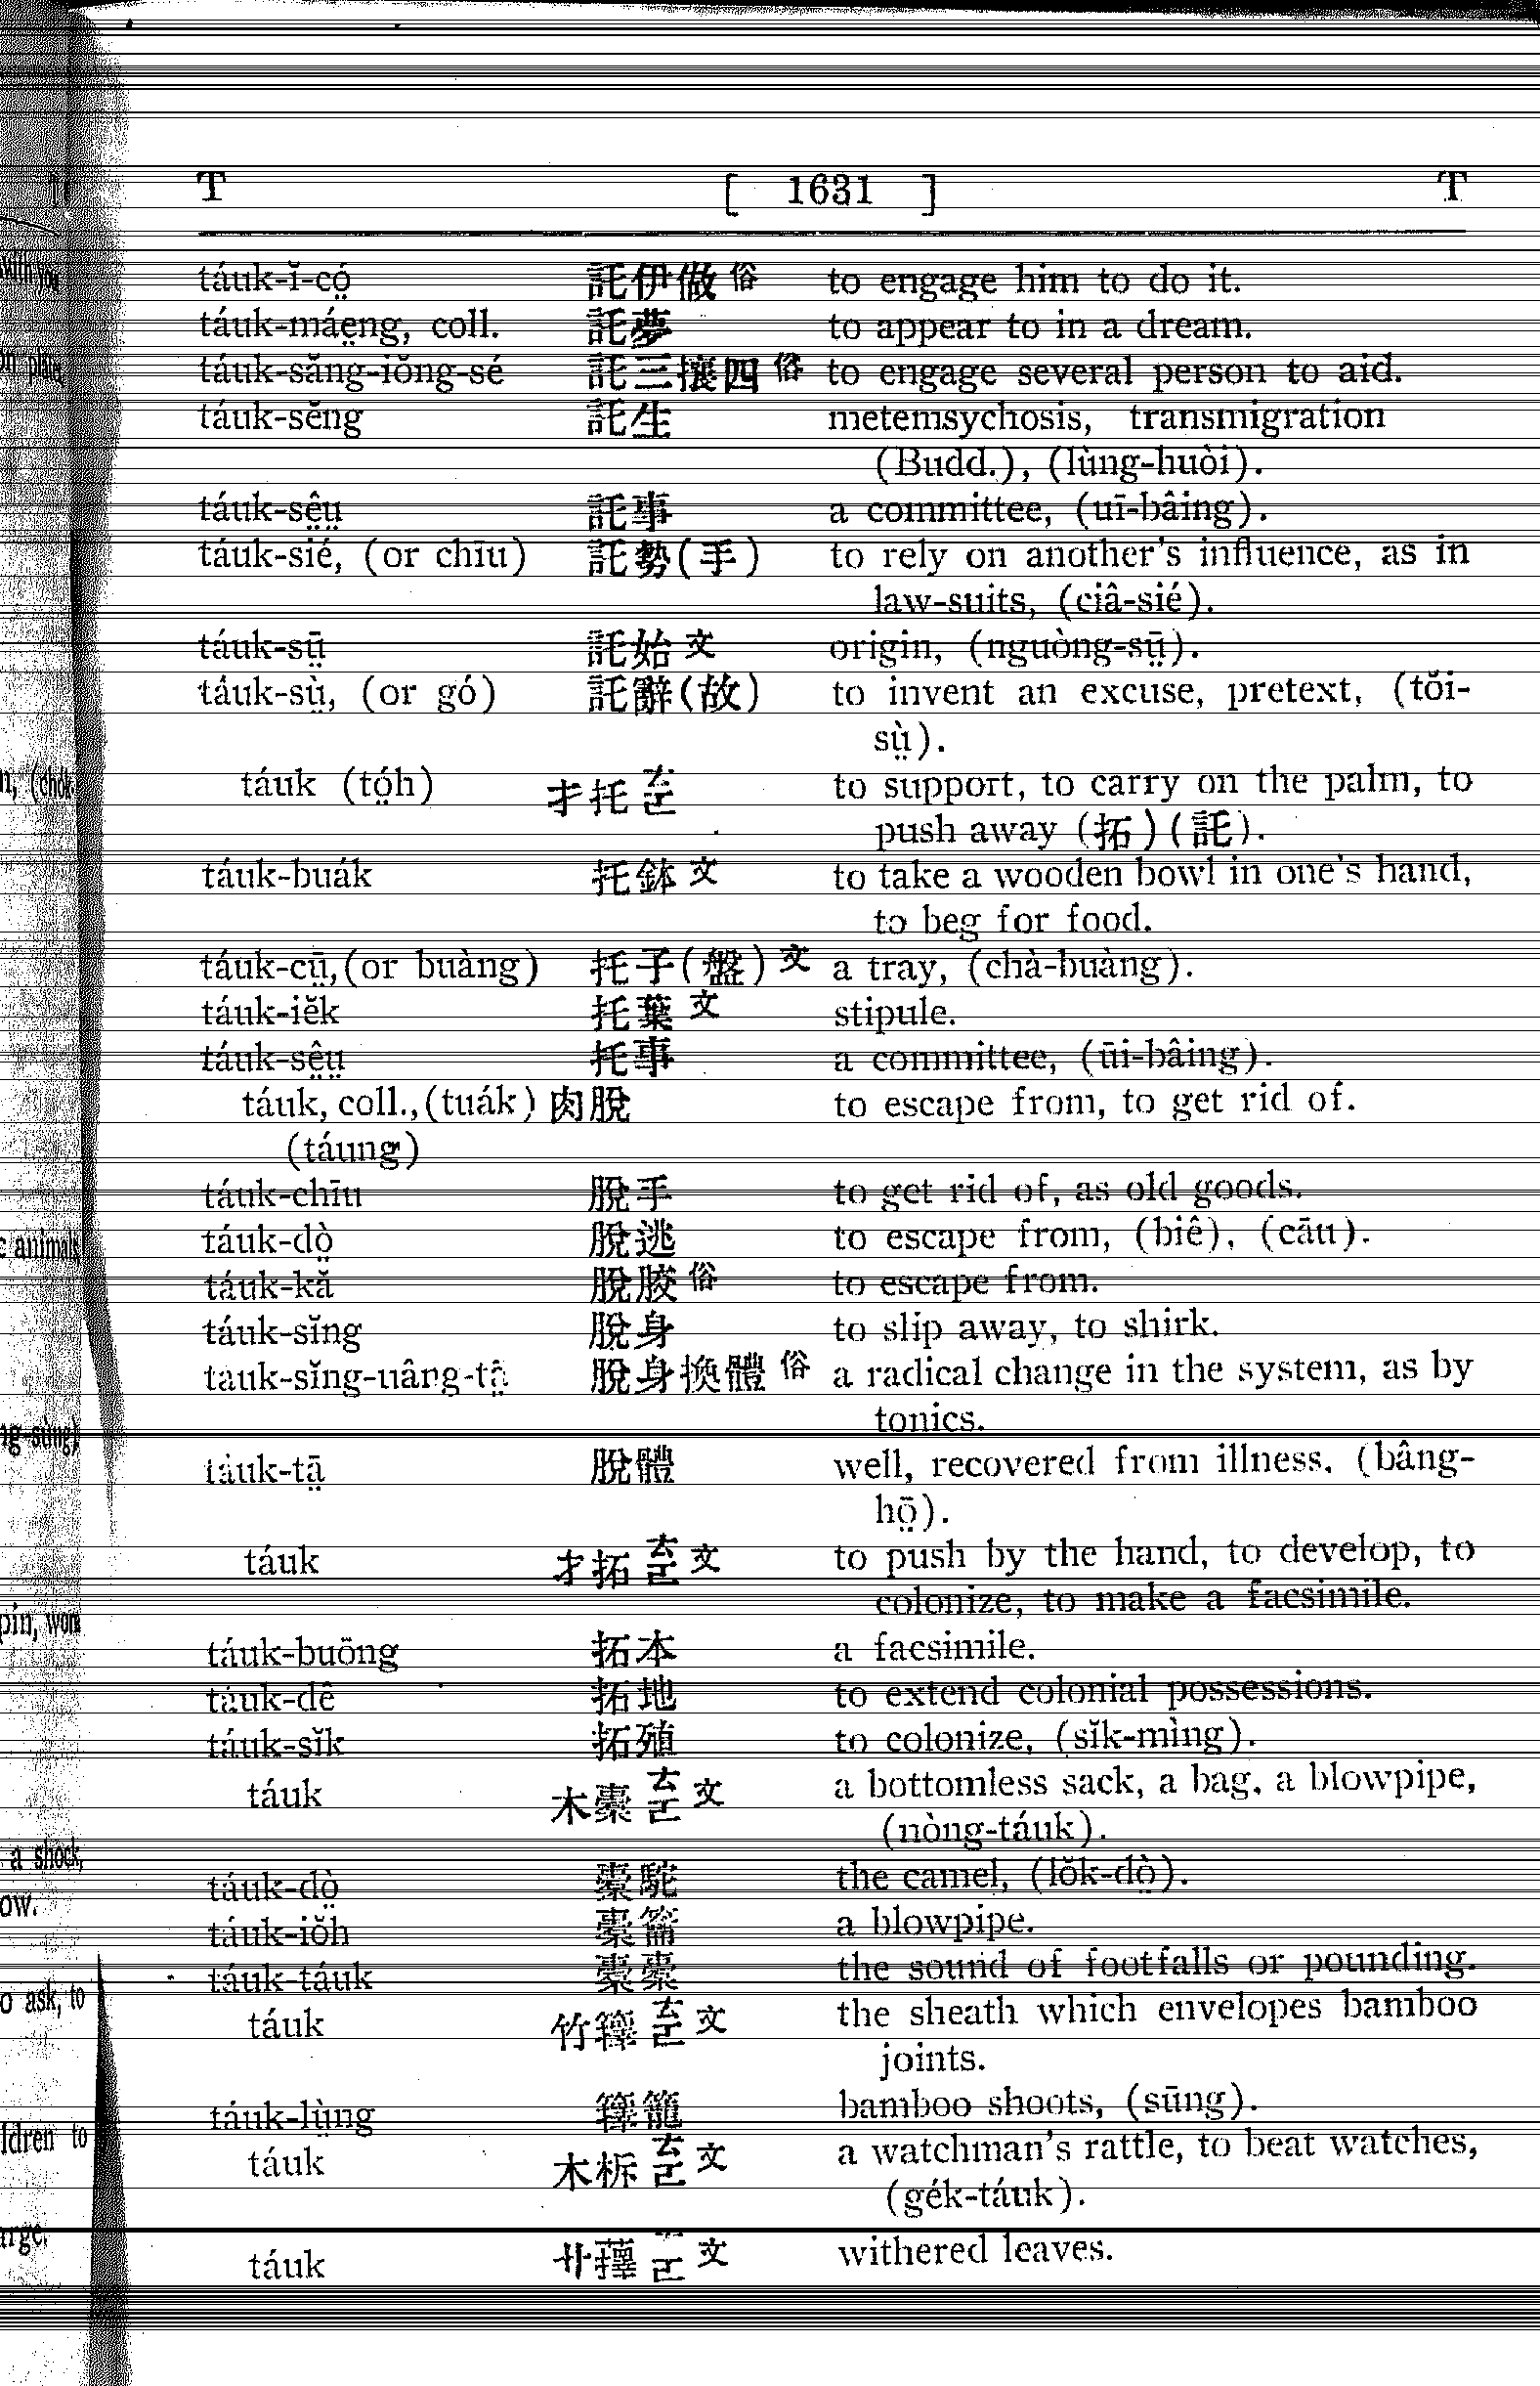 T [ 1631 ] T
táuk-ĭ-có̤ 託伊做俗 to engage him to do it.
táuk-máe̤ng, coll. 託夢 to appear to in a dream.
táuk-săng-iŏng-sé 託三攘四俗 to engage several person to aid.
táuk-sĕng 託生 metemsychosis, transmigration
(Budd.), (lùng-huòi).
táuk-sê̤ṳ 託事 a committee, (uī-bâing).
táuk-sié, (or chīu) 託勢(手) to rely on another's influence, as in
law-suits, (ciâ-sié).
táuk-sṳ̄ 託始文 origin, (nguòng-sṳ̄).
táuk-sṳ̀, (or gó) 託辭(故) to invent an excuse, pretext, (tŏi-
sṳ̀).
táuk (tó̤h) 扌托 to support, to carry on the palm, to
push away (拓)(託).
táuk-buák 托鉢文 to take a wooden bowl in one's hand,
to beg for food.
táuk-cṳ̄,(or buàng) 托子(盤)文 a tray, (chà-buàng).
táuk-iĕk 托葉文 stipule.
táuk-sê̤ṳ 托事 a committee, (ūi-bâing).
táuk, coll.,(tuák) 肉脫 to escape from, to get rid of.
(táung)
táuk-chīu 脫手 to get rid of, as old goods.
táuk-dò̤ 脫逃 to escape from, (biê), (cāu).
táuk-kă 脫骹俗 to escape from.
táuk-sĭng 脫身 to slip away, to shirk.
tauk-sĭng-uâng-tā̤ 脫身換體俗 a radical change in the system, as by
tonics.
táuk-tā̤ 脫體 well, recovered from illness, (bâng-
hō̤).
táuk 扌拓 文 to push by the hand, to develop, to
colonize, to make a facsimile.
táuk-buōng 拓本 a facsimile.
táuk-dê 拓地 to extend colonial possessions.
táuk-sĭk 拓殖 to colonize, (sĭk-mìng).
táuk 木橐 文 a bottomless sack, a bag, a blowpipe,
(nòng-táuk).
táuk-dò̤ 橐駝 the camel, (lŏk-dò̤).
táuk-iŏh 橐籥 a blowpipe.
táuk-táuk 橐橐 the sound of footfalls or pounding.
táuk 竹籜 文 the sheath which envelopes bamboo
joints.
táuk-lṳ̀ng 籜籠 bamboo shoots, (sūng).
táuk 木柝 文 a watchman's rattle, to beat watches,
(gék-táuk).
táuk 艹蘀 文 withered leaves.